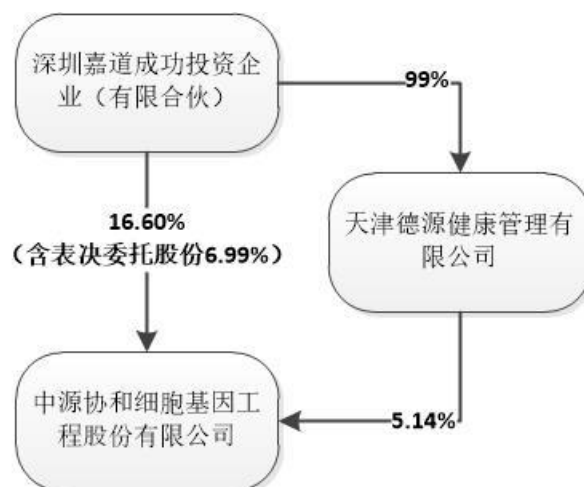 深圳嘉道成功投资企
业（有限合伙）
99%
16.60%
（含表决委托股份6.99%）
天津德源健康管理有
限公司
中源协和细胞基因工
程股份有限公司
5.14%